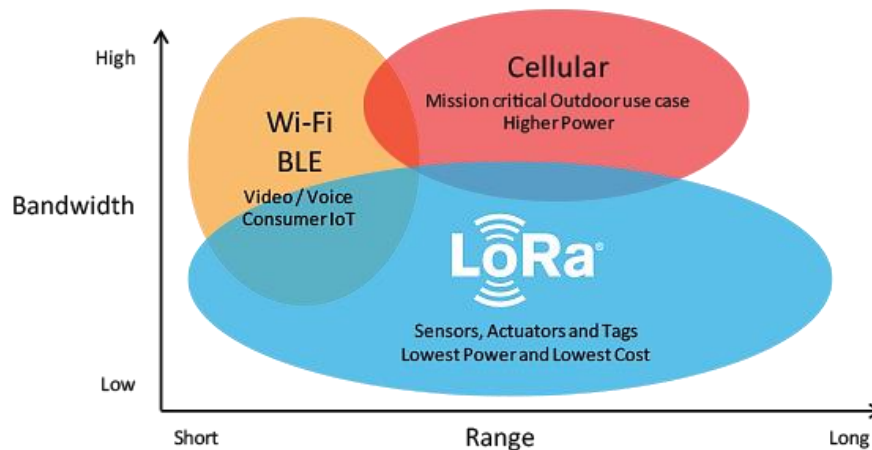 High
Bandwidth
Low
Wi-Fi
BLE
Video / Voice
Consumer IoT
Cellular
Mission critical Outdoor use case
Higher Power
LoRa®
Sensors, Actuators and Tags
Lowest Power and Lowest Cost
Short
Range
Long